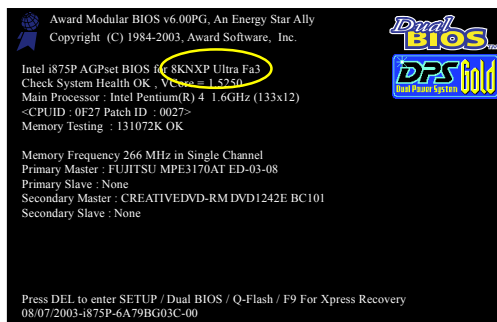 Award Modular BIOS v6.00PG, An Energy Star Ally
Copyright (C) 1984-2003, Award Software, Inc.
Dual
BIOS
DPS Gold
Dual Power System
Intel i875P AGPset BIOS for 8KNXP Ultra Fa3
Check System Health OK , VCore = 1.5250
Main Processor : Intel Pentium(R) 4 1.6GHz (133x12)
<CPUID : 0F27 Patch ID : 0027>
Memory Testing : 131072K OK
Memory Frequency 266 MHz in Single Channel
Primary Master : FUJITSU MPE3170AT ED-03-08
Primary Slave : None
Secondary Master : CREATIVEDVD-RM DVD1242E BC101
Secondary Slave : None
Press DEL to enter SETUP / Dual BIOS / Q-Flash / F9 For Xpress Recovery
08/07/2003-i875P-6A79BG03C-00